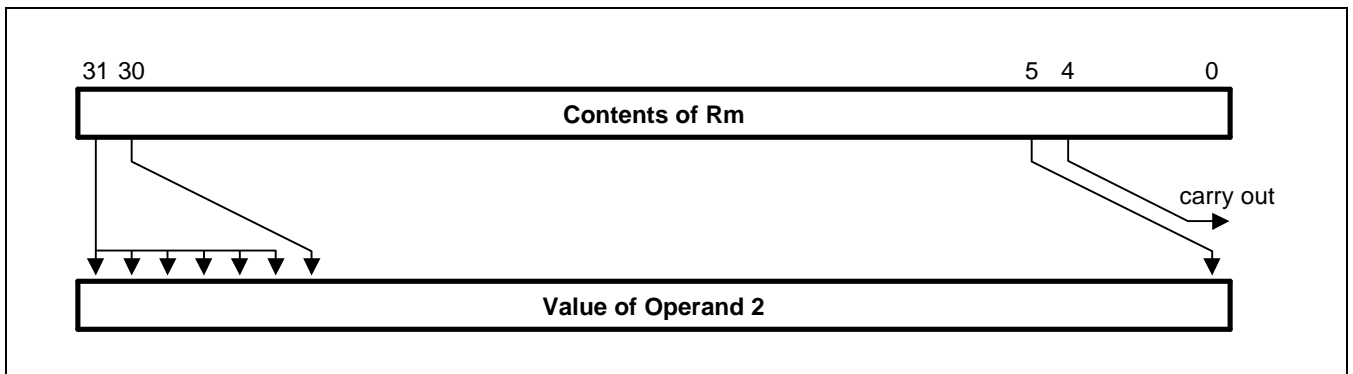 31 30 5 4 0
Contents of Rm
carry out
Value of Operand 2